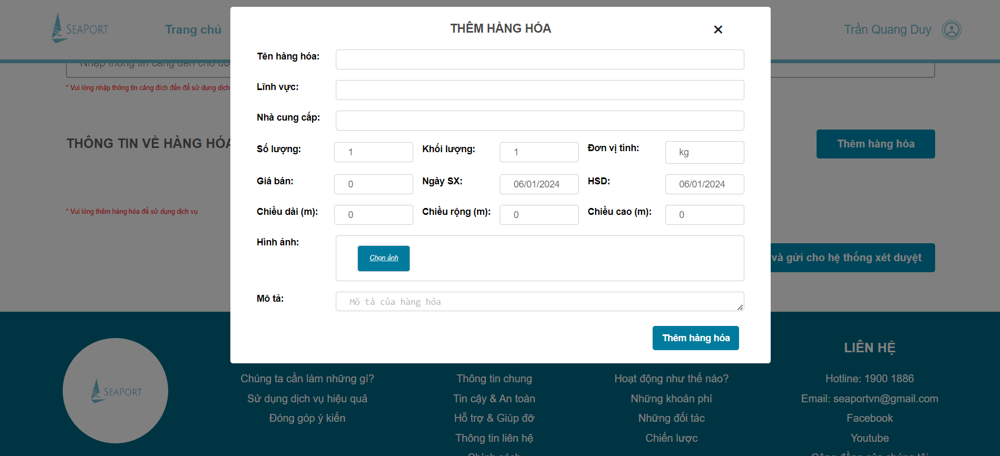 SEAPORT
Trang chủ
Trần Quang Duy
THÊM HÀNG HÓA
Tên hàng hóa:
Lĩnh vực:
Nhà cung cấp:
Số lượng: 1 Khối lượng: 1 Đơn vị tính: kg
Giá bán: 0 Ngày SX: 06/01/2024 HSD: 06/01/2024
Chiều dài (m): 0 Chiều rộng (m): 0 Chiều cao (m): 0
Hình ảnh:
Chọn ảnh
Mô tả: Mô tả của hàng hóa
Thêm hàng hóa
Nhập thông tin cảng đến cho
* Vui lòng nhập thông tin cảng đích đến để sử dụng dịch
THÔNG TIN VỀ HÀNG HÓA
Thêm hàng hóa
* Vui lòng thêm hàng hóa để sử dụng dịch vụ
và gửi cho hệ thống xét duyệt
SEAPORT
Chúng ta cần làm những gì?
Sử dụng dịch vụ hiệu quả
Đóng góp ý kiến
Thông tin chung
Tin cậy & An toàn
Hỗ trợ & Giúp đỡ
Thông tin liên hệ
Chính sách
Hoạt động như thế nào?
Những khoản phí
Những đối tác
Chiến lược
LIÊN HỆ
Hotline: 1900 1886
Email: seaportvn@gmail.com
Facebook
Youtube
Cộng đồng của chúng tôi